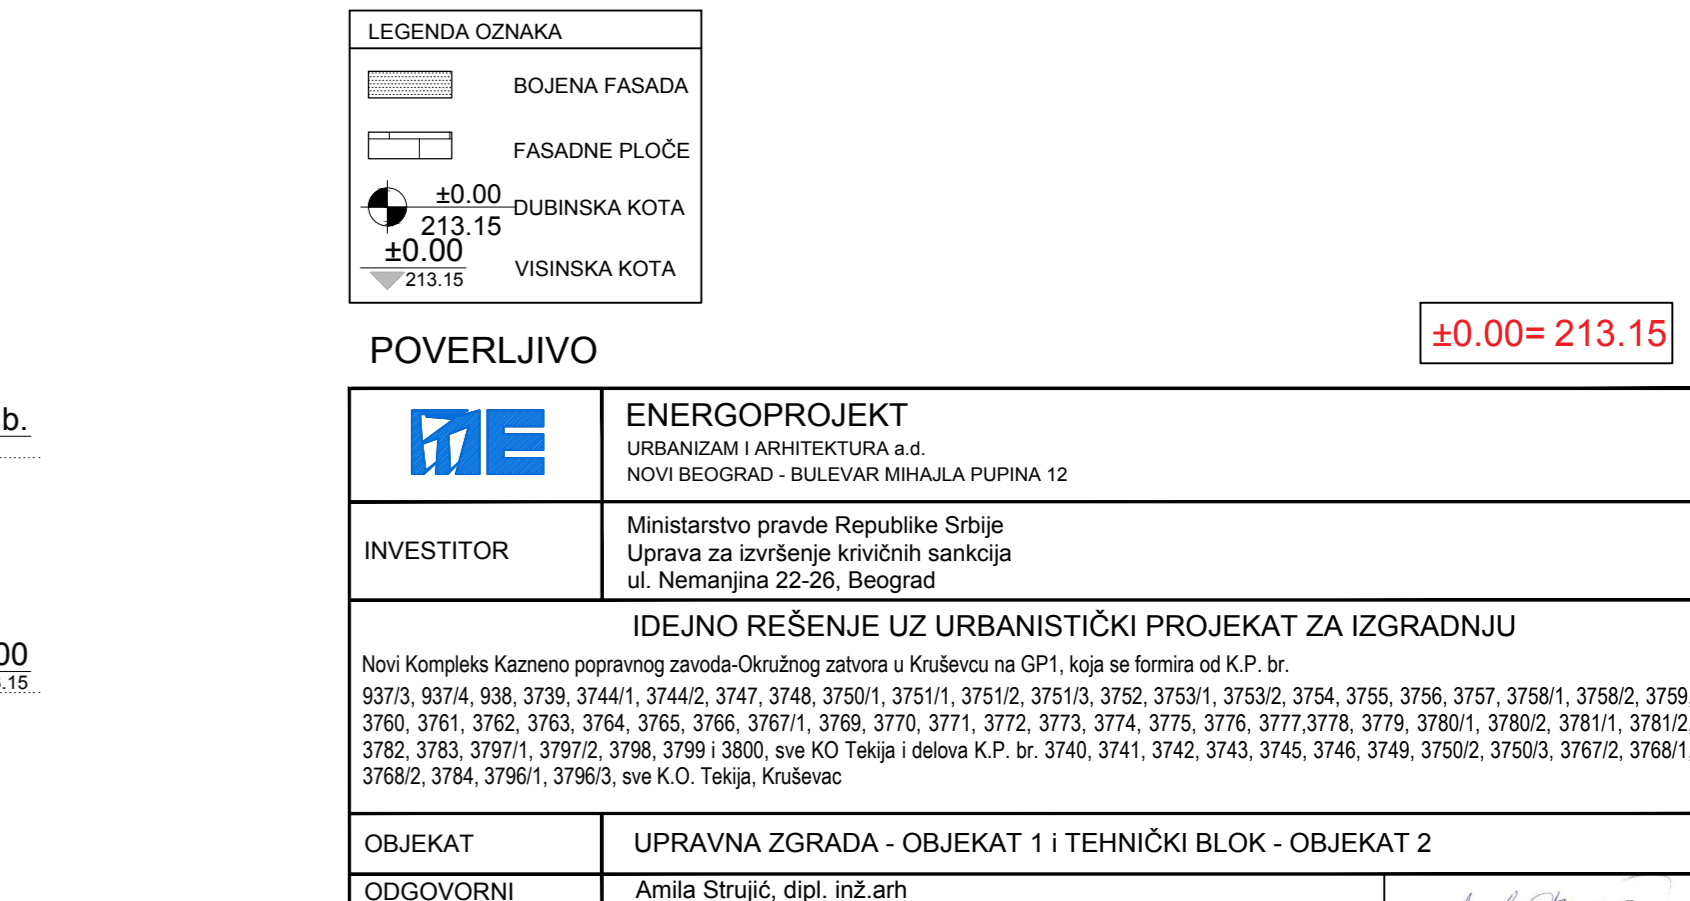 LEGENDA OZNAKA
BOJENA FASADA
FASADNE PLOČE
±0.00
213.15
DUBINSKA KOTA
±0.00
213.15
VISINSKA KOTA
POVERLJIVO
±0.00= 213.15
b.
00
.15
ENERGOPROJEKT
URBANIZAM I ARHITEKTURA a.d.
NOVI BEOGRAD - BULEVAR MIHAJLA PUPINA 12
INVESTITOR
Ministarstvo pravde Republike Srbije
Uprava za izvršenje krivičnih sankcija
ul. Nemanjina 22-26, Beograd
IDEJNO REŠENJE UZ URBANISTIČKI PROJEKAT ZA IZGRADNJU
Novi Kompleks Kazneno popravnog zavoda-Okružnog zatvora u Kruševcu na GP1, koja se formira od K.P. br.
937/3, 937/4, 938, 3739, 3744/1, 3744/2, 3747, 3748, 3750/1, 3751/1, 3751/2, 3751/3, 3752, 3753/1, 3753/2, 3754, 3755, 3756, 3757, 3758/1, 3758/2, 3759,
3760, 3761, 3762, 3763, 3764, 3765, 3766, 3767/1, 3769, 3770, 3771, 3772, 3773, 3774, 3775, 3776, 3777,3778, 3779, 3780/1, 3780/2, 3781/1, 3781/2,
3782, 3783, 3797/1, 3797/2, 3798, 3799 i 3800, sve KO Tekija i delova K.P. br. 3740, 3741, 3742, 3743, 3745, 3746, 3749, 3750/2, 3750/3, 3767/2, 3768/1,
3768/2, 3784, 3796/1, 3796/3, sve K.O. Tekija, Kruševac
OBJEKAT
UPRAVNA ZGRADA - OBJEKAT 1 i TEHNIČKI BLOK - OBJEKAT 2
ODGOVORNI
Amila Strujić, dipl. inž.arh